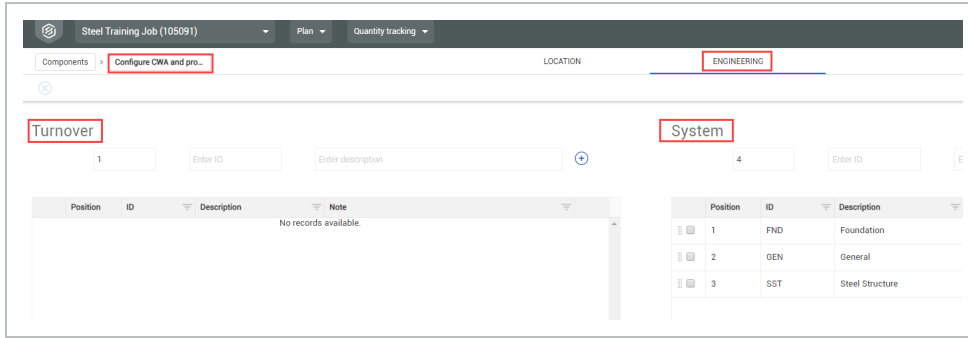 Steel Training Job (105091) Plan Quantity tracking
Components > Configure CWA and pro... LOCATION ENGINEERING
Turnover System
1 Enter ID Enter description 4 Enter ID E
Position ID Description Note Position ID Description
No records available.
1 FND Foundation
2 GEN General
3 SST Steel Structure